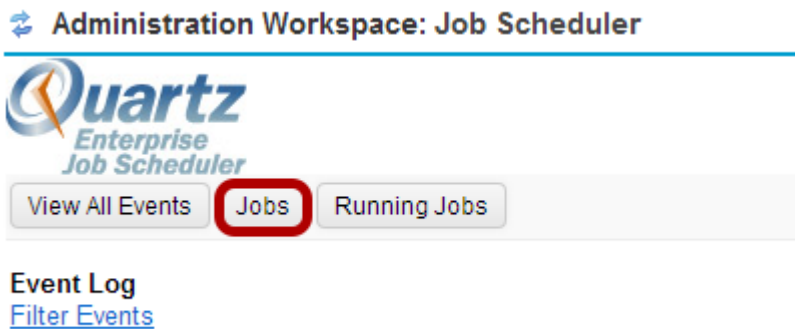 Administration Workspace: Job Scheduler
Quartz
Enterprise
Job Scheduler
View All Events Jobs Running Jobs
Event Log
Filter Events